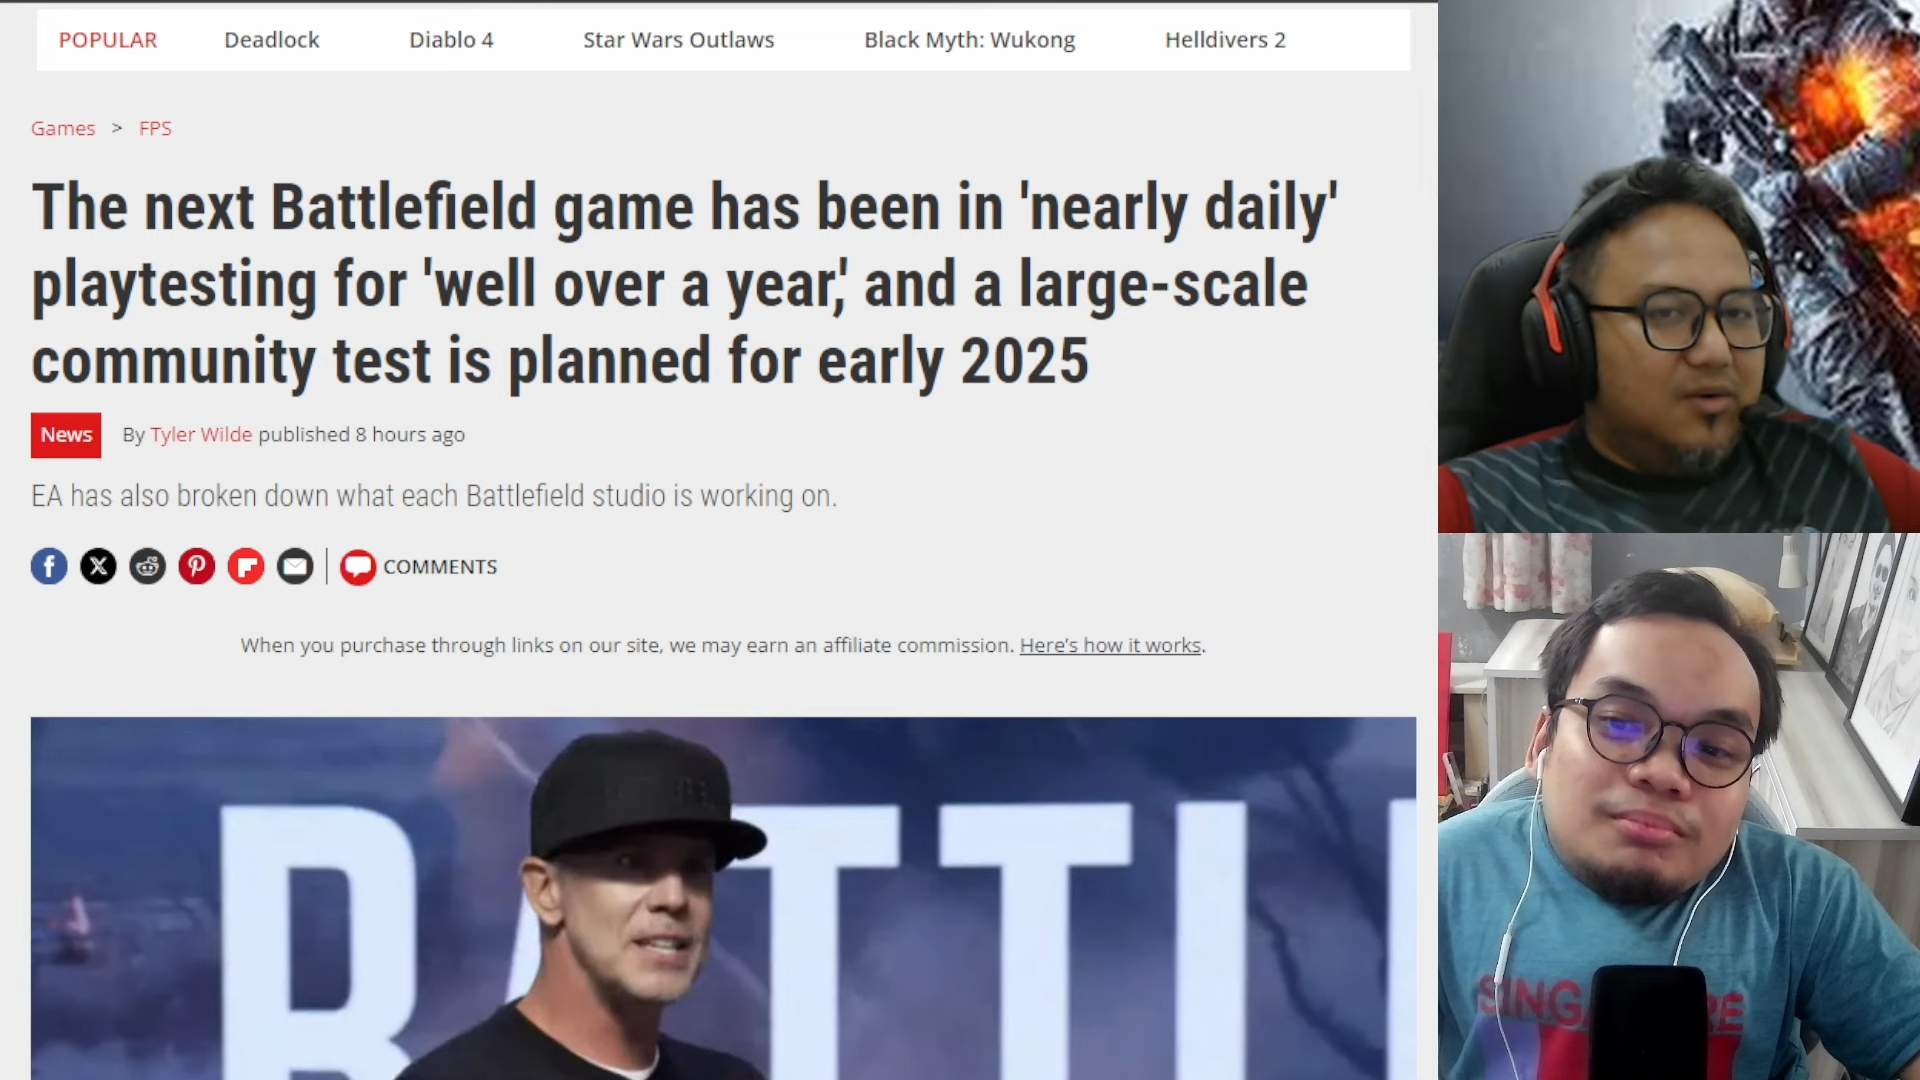 POPULAR Deadlock Diablo 4 Star Wars Outlaws Black Myth: Wukong Helldivers 2
Games > FPS
The next Battlefield game has been in 'nearly daily'
playtesting for 'well over a year,' and a large-scale
community test is planned for early 2025
News By Tyler Wilde published 8 hours ago
EA has also broken down what each Battlefield studio is working on.
COMMENTS
When you purchase through links on our site, we may earn an affiliate commission. Here's how it works.